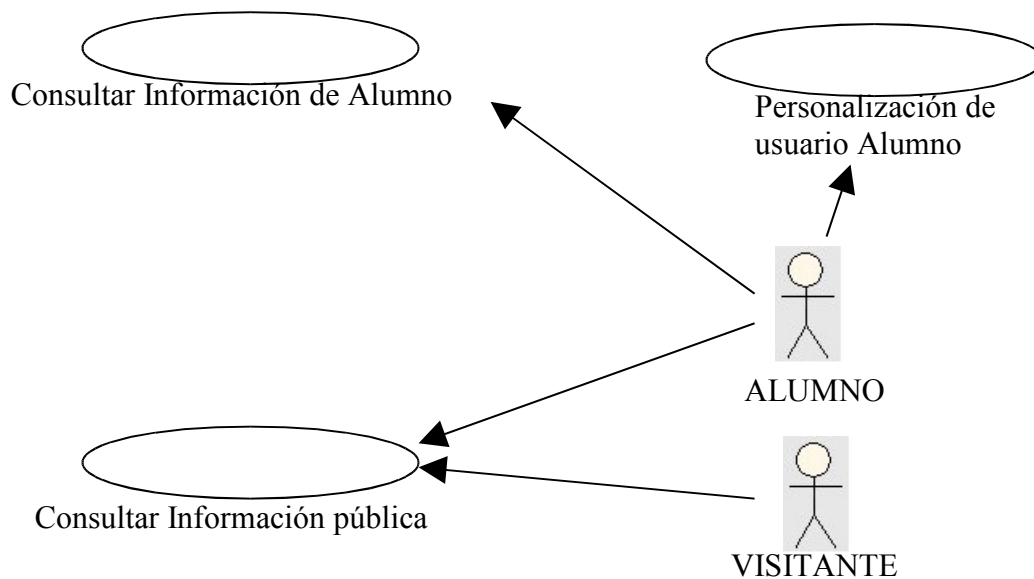 Consultar Información de Alumno
Personalización de
usuario Alumno
ALUMNO
Consultar Información pública
VISITANTE